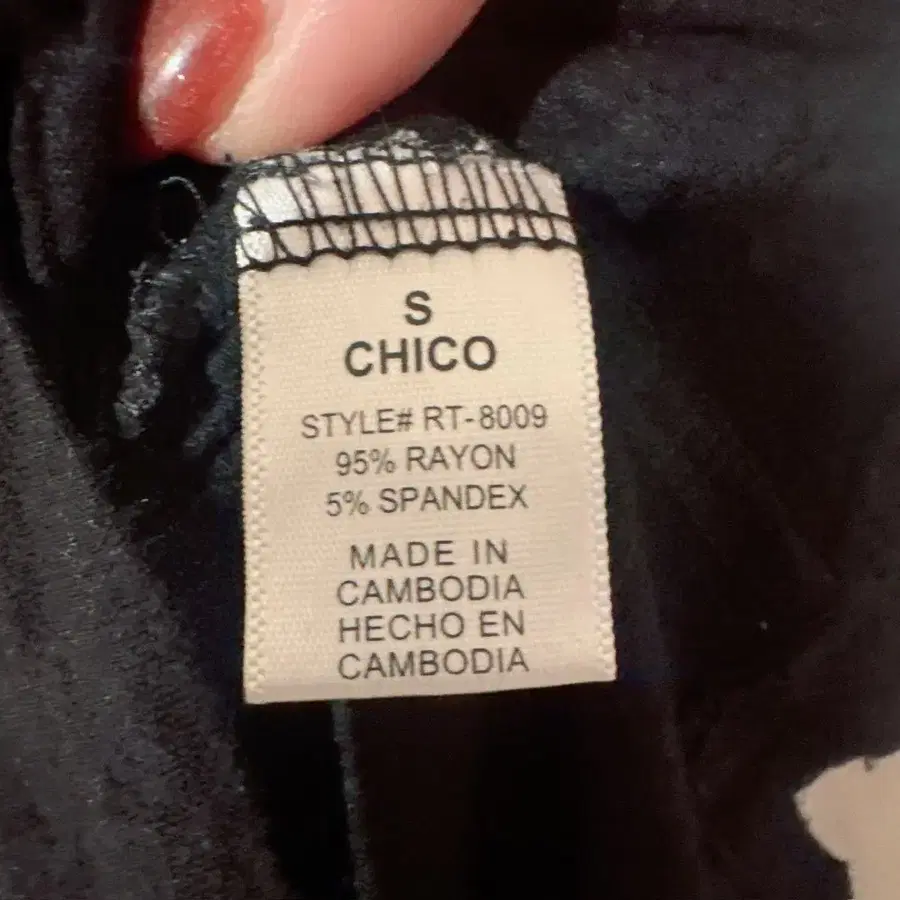 S
CHICO
STYLE# RT-8009
95% RAYON
5% SPANDEX
MADE IN
CAMBODIA
HECHO EN
CAMBODIA